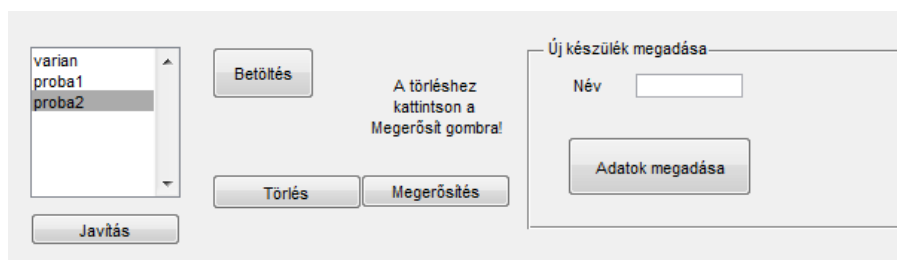 varian
proba1
proba2
Javítás
Betöltés
A törléshez
kattintson a
Megerősít gombra!
Törlés
Megerősítés
Új készülék megadása
Név
Adatok megadása